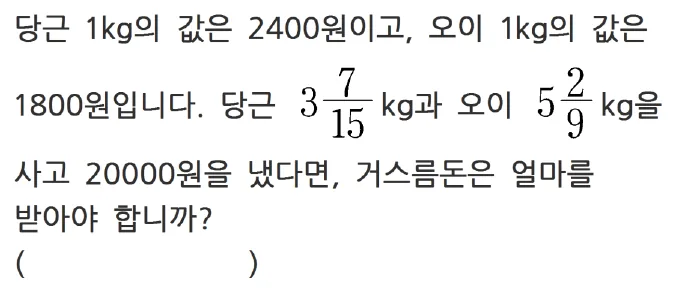 당근 1kg의 값은 2400원이고, 오이 1kg의 값은
1800원입니다. 당근 3 7/15 kg과 오이 5 2/9 kg을
사고 20000원을 냈다면, 거스름돈은 얼마를
받아야 합니까?
( )